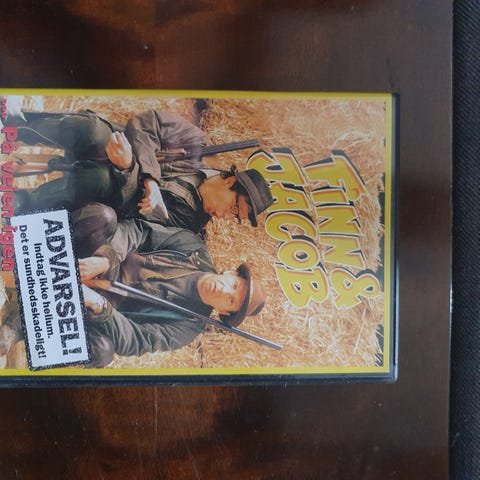 FINN &
JACOB
... På vejen igen
ADVARSEL!
Indtag ikke helium.
Det er sundhedsskadeligt!